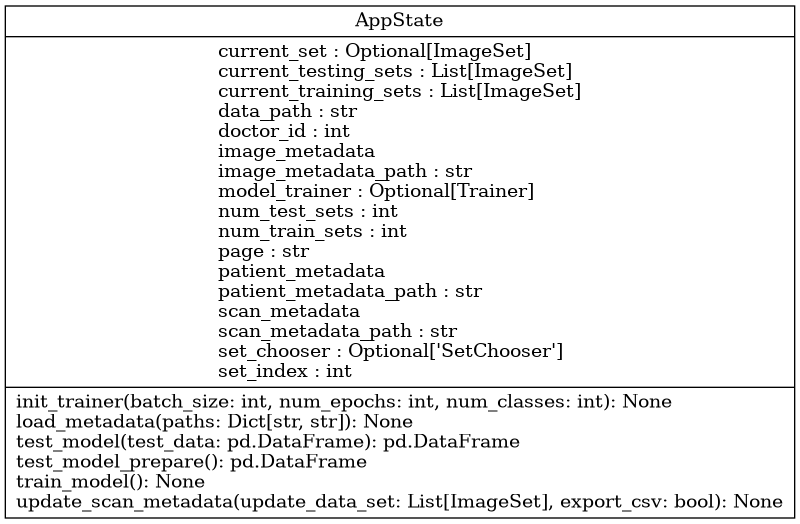 AppState
current_set : Optional[ImageSet]
current_testing_sets : List[ImageSet]
current_training_sets : List[ImageSet]
data_path : str
doctor_id : int
image_metadata
image_metadata_path : str
model_trainer : Optional[Trainer]
num_test_sets : int
num_train_sets : int
page : str
patient_metadata
patient_metadata_path : str
scan_metadata
scan_metadata_path : str
set_chooser : Optional['SetChooser']
set_index : int
init_trainer(batch_size: int, num_epochs: int, num_classes: int): None
load_metadata(paths: Dict[str, str]): None
test_model(test_data: pd.DataFrame): pd.DataFrame
test_model_prepare(): pd.DataFrame
train_model(): None
update_scan_metadata(update_data_set: List[ImageSet], export_csv: bool): None